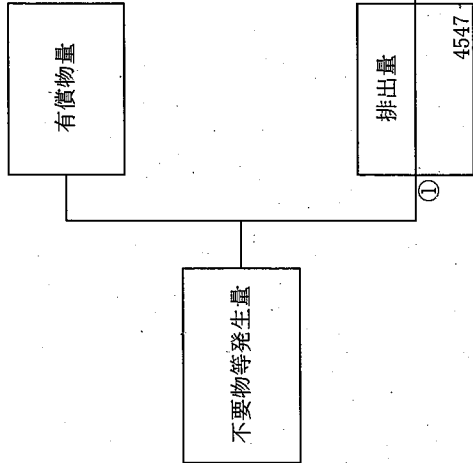 有償物量
不要物等発生量
排出量
①
4547